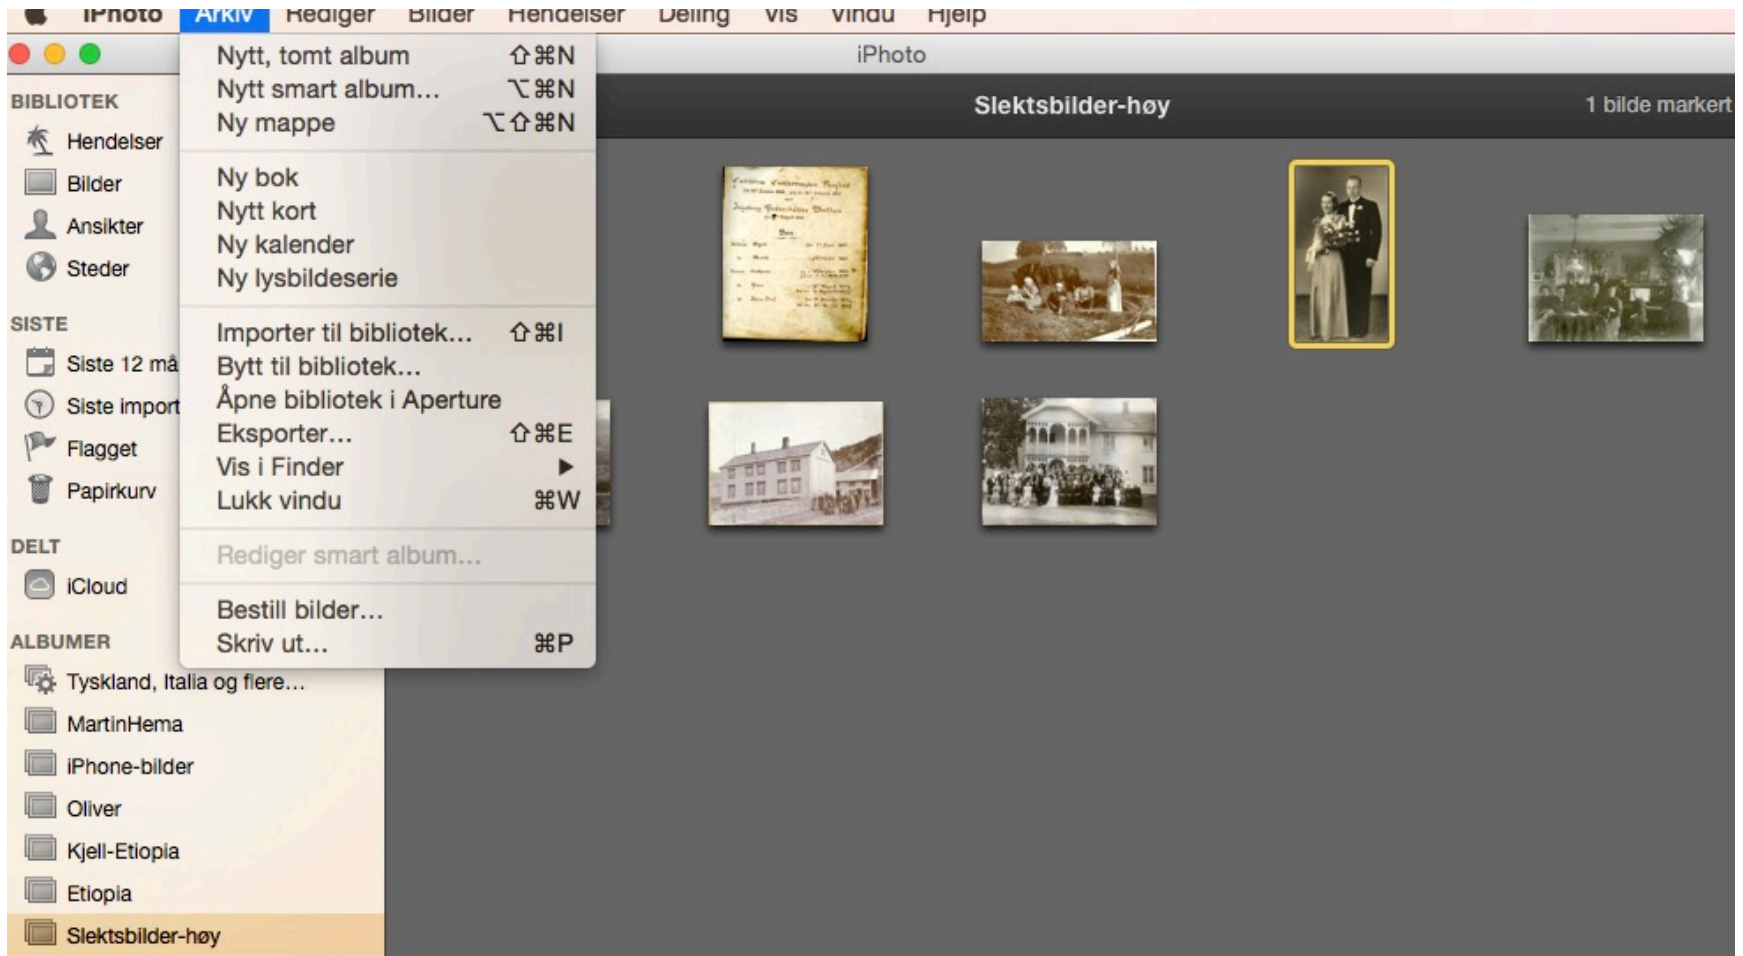 iPhoto Arkiv Rediger Bilder Hendelser Deling Vis Vindu Hjelp
iPhoto
Nytt, tomt album ⇧⌘N
Nytt smart album... ⌥⌘N
Ny mappe ⌥⇧⌘N
Ny bok
Nytt kort
Ny kalender
Ny lysbildeserie
Importer til bibliotek... ⇧⌘I
Bytt til bibliotek...
Åpne bibliotek i Aperture
Eksporter... ⇧⌘E
Vis i Finder ▶
Lukk vindu ⌘W
Rediger smart album...
Bestill bilder...
Skriv ut... ⌘P
BIBLIOTEK
Hendelser
Bilder
Ansikter
Steder
SISTE
Siste 12 må
Siste import
Flagget
Papirkurv
DELT
iCloud
ALBUMER
Tyskland, Italia og flere...
MartinHema
iPhone-bilder
Oliver
Kjell-Etiopia
Etiopia
Slektsbilder-høy
Slektsbilder-høy
1 bilde markert